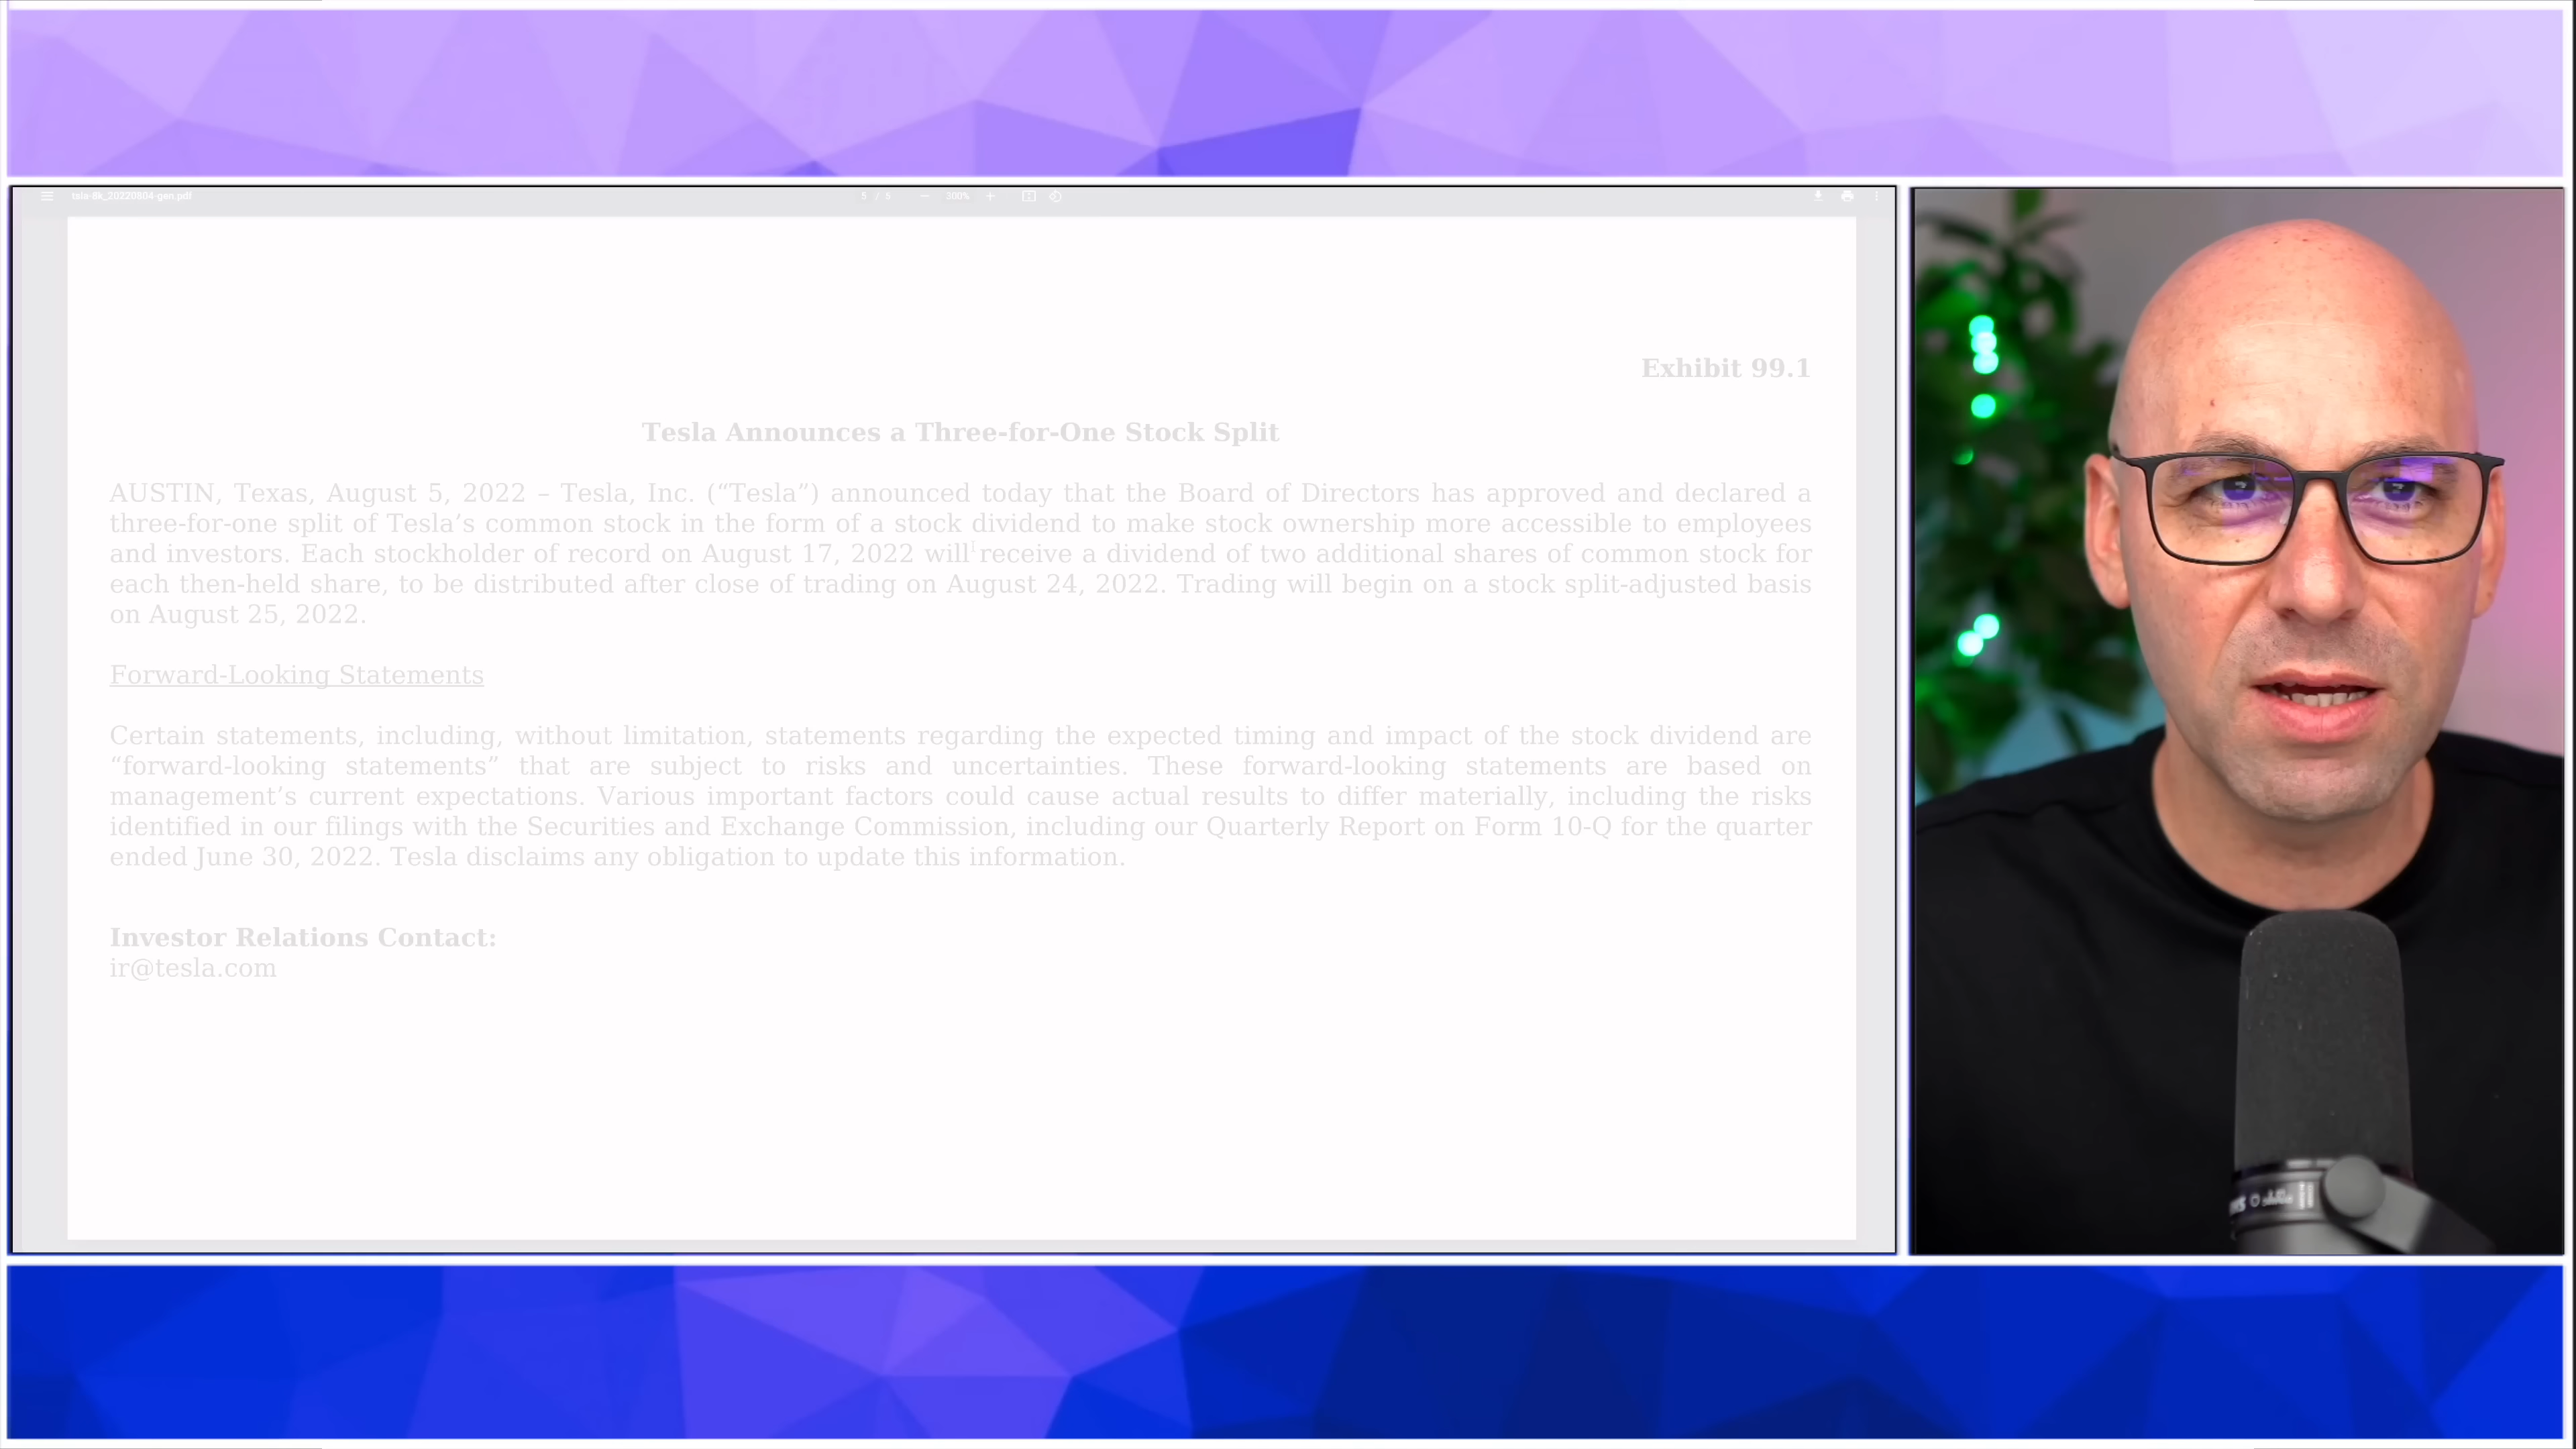 tsla-8k_20220804-gen.pdf
5 / 5
300%
Exhibit 99.1
Tesla Announces a Three-for-One Stock Split
AUSTIN, Texas, August 5, 2022 – Tesla, Inc. (“Tesla”) announced today that the Board of Directors has approved and declared a
three-for-one split of Tesla’s common stock in the form of a stock dividend to make stock ownership more accessible to employees
and investors. Each stockholder of record on August 17, 2022 will receive a dividend of two additional shares of common stock for
each then-held share, to be distributed after close of trading on August 24, 2022. Trading will begin on a stock split-adjusted basis
on August 25, 2022.
Forward-Looking Statements
Certain statements, including, without limitation, statements regarding the expected timing and impact of the stock dividend are
“forward-looking statements” that are subject to risks and uncertainties. These forward-looking statements are based on
management’s current expectations. Various important factors could cause actual results to differ materially, including the risks
identified in our filings with the Securities and Exchange Commission, including our Quarterly Report on Form 10-Q for the quarter
ended June 30, 2022. Tesla disclaims any obligation to update this information.
Investor Relations Contact:
ir@tesla.com